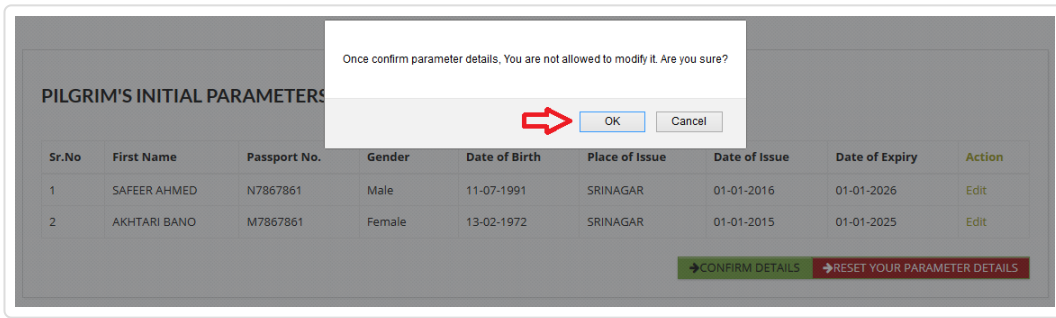 Once confirm parameter details, You are not allowed to modify it. Are you sure?
OK Cancel
PILGRIM'S INITIAL PARAMETERS
Sr.No First Name Passport No. Gender Date of Birth Place of Issue Date of Issue Date of Expiry Action
1 SAFEER AHMED N7867861 Male 11-07-1991 SRINAGAR 01-01-2016 01-01-2026 Edit
2 AKHTARI BANO M7867861 Female 13-02-1972 SRINAGAR 01-01-2015 01-01-2025 Edit
CONFIRM DETAILS RESET YOUR PARAMETER DETAILS